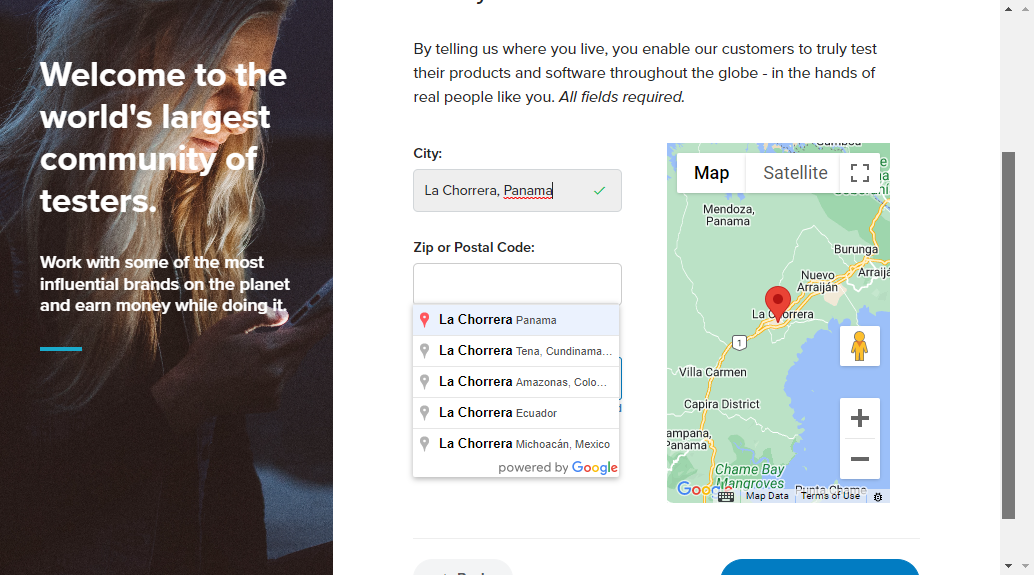 Welcome to the
world's largest
community of
testers.
Work with some of the most
influential brands on the planet
and earn money while doing it.
By telling us where you live, you enable our customers to truly test
their products and software throughout the globe - in the hands of
real people like you. All fields required.
City:
La Chorrera, Panama
Zip or Postal Code:
La Chorrera Panama
La Chorrera Tena, Cundinama...
La Chorrera Amazonas, Colo...
La Chorrera Ecuador
La Chorrera Michoacán, Mexico
powered by Google
Map
Satellite
Mendoza,
Panama
Burunga
Nuevo
Arraiján
Arraijá
La Chorrera
1
Villa Carmen
Capira District
ampana,
Panama
Chame Bay
Mangroves
Punta Chame
Google
Map Data
Terms of Use